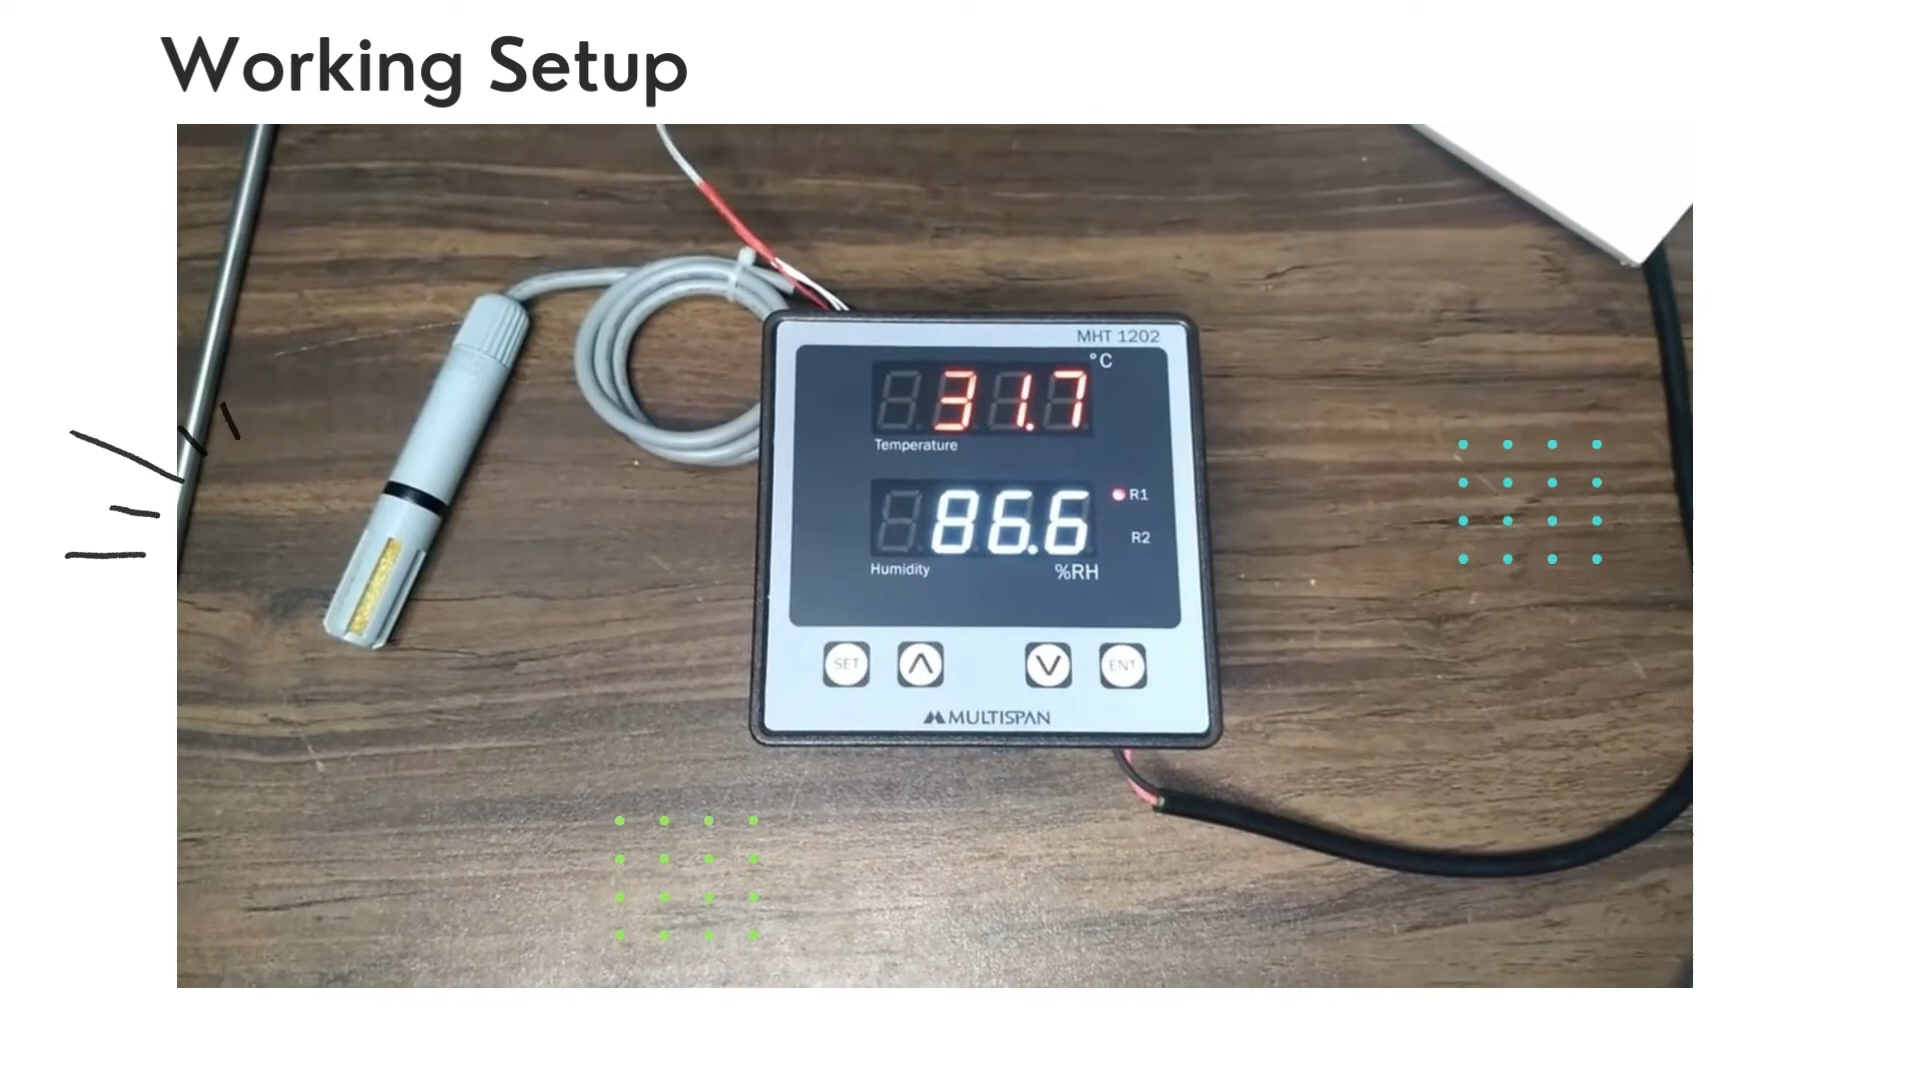 Working Setup
MHT 1202
°C
31.7
Temperature
86.6
R1
R2
Humidity
%RH
SET
ENT
MULTISPAN